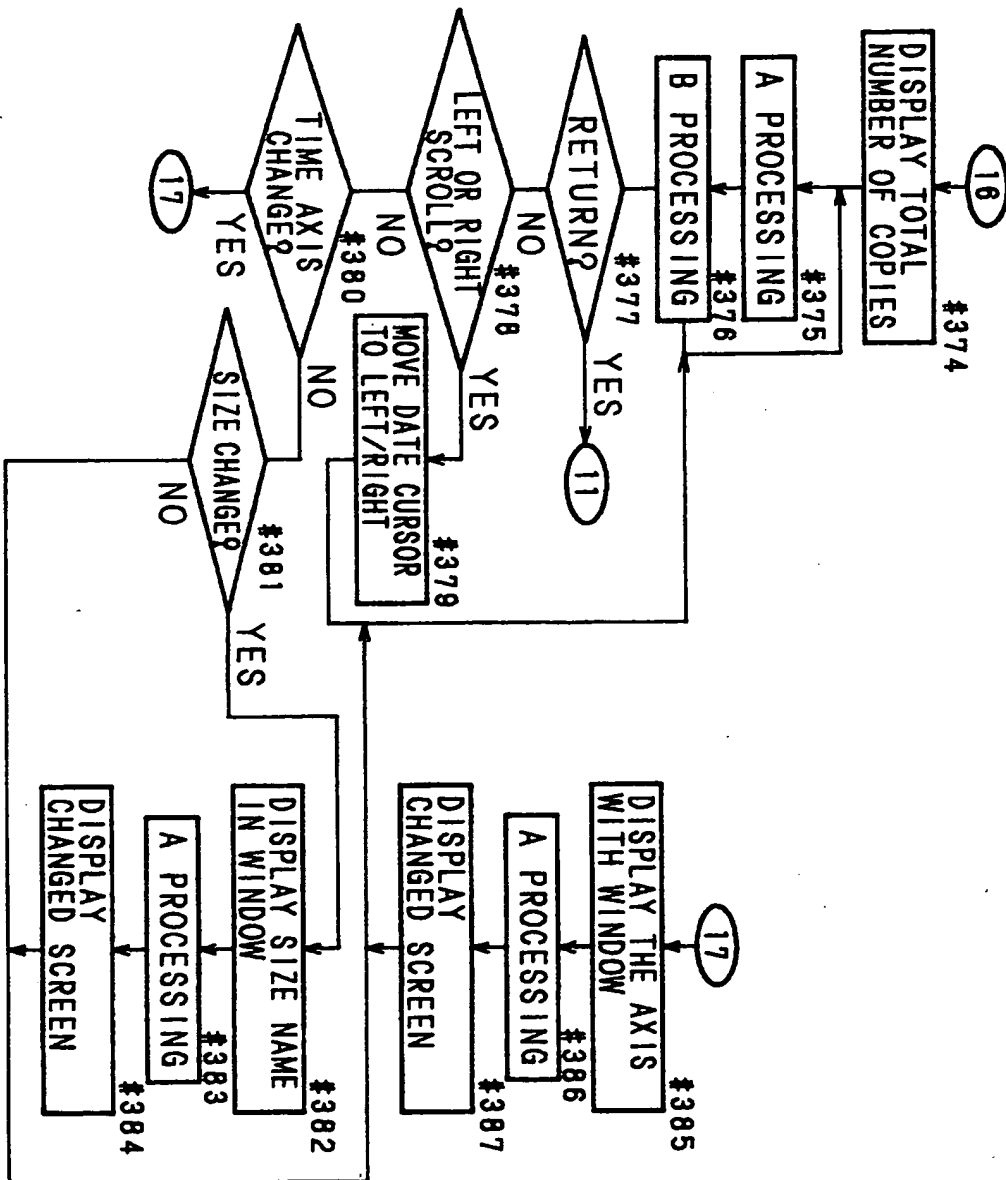 16
#374
DISPLAY TOTAL
NUMBER OF COPIES
#375
A PROCESSING
#376
B PROCESSING
#377
RETURN?
YES
11
NO
#378
LEFT OR RIGHT
SCROLL?
YES
NO
#379
MOVE DATE CURSOR
TO LEFT/RIGHT
#380
TIME AXIS
CHANGE?
NO
YES
17
#381
SIZE CHANGE?
YES
NO
#382
DISPLAY SIZE NAME
IN WINDOW
#383
A PROCESSING
#384
DISPLAY
CHANGED SCREEN
17
#385
DISPLAY THE AXIS
WITH WINDOW
#386
A PROCESSING
#387
DISPLAY
CHANGED SCREEN